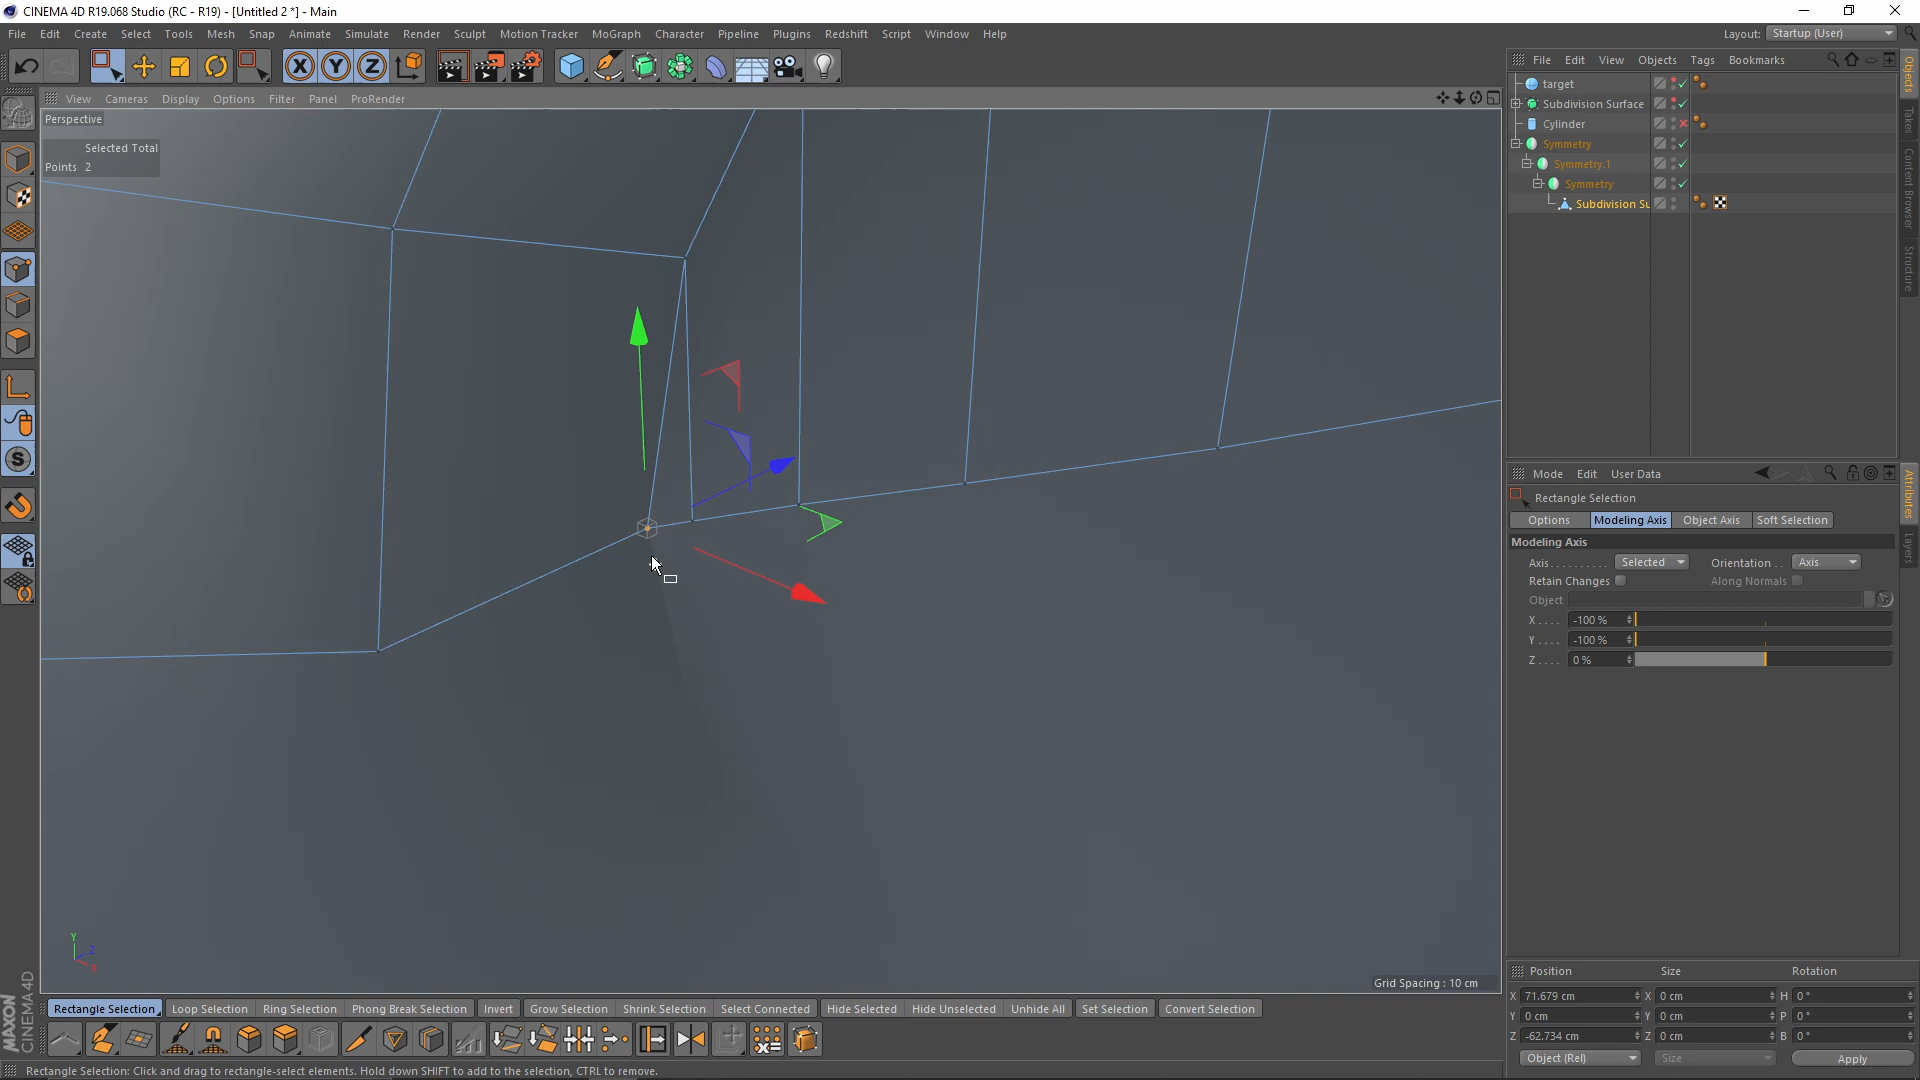 CINEMA 4D R19.068 Studio (RC - R19) - [Untitled 2 *] - Main
File Edit Create Select Tools Mesh Snap Animate Simulate Render Sculpt Motion Tracker MoGraph Character Pipeline Plugins Redshift Script Window Help
Layout: Startup (User)
X Y Z
View Cameras Display Options Filter Panel ProRender
Perspective
Selected Total
Points 2
File Edit View Objects Tags Bookmarks
target
Subdivision Surface
Cylinder
Symmetry
Symmetry.1
Symmetry
Subdivision Su
Objects
Takes
Content Browser
Structure
Mode Edit User Data
Rectangle Selection
Options Modeling Axis Object Axis Soft Selection
Modeling Axis
Axis.......... Selected Orientation .. Axis
Retain Changes Along Normals
Object
X .... -100 %
Y .... -100 %
Z .... 0 %
Attributes
Layers
S
Y
Z
X
Grid Spacing : 10 cm
Rectangle Selection Loop Selection Ring Selection Phong Break Selection Invert Grow Selection Shrink Selection Select Connected Hide Selected Hide Unselected Unhide All Set Selection Convert Selection
Position Size Rotation
X 71.679 cm X 0 cm H 0 °
Y 0 cm Y 0 cm P 0 °
Z -62.734 cm Z 0 cm B 0 °
Object (Rel) Size Apply
MAXON
CINEMA 4D
Rectangle Selection: Click and drag to rectangle-select elements. Hold down SHIFT to add to the selection, CTRL to remove.